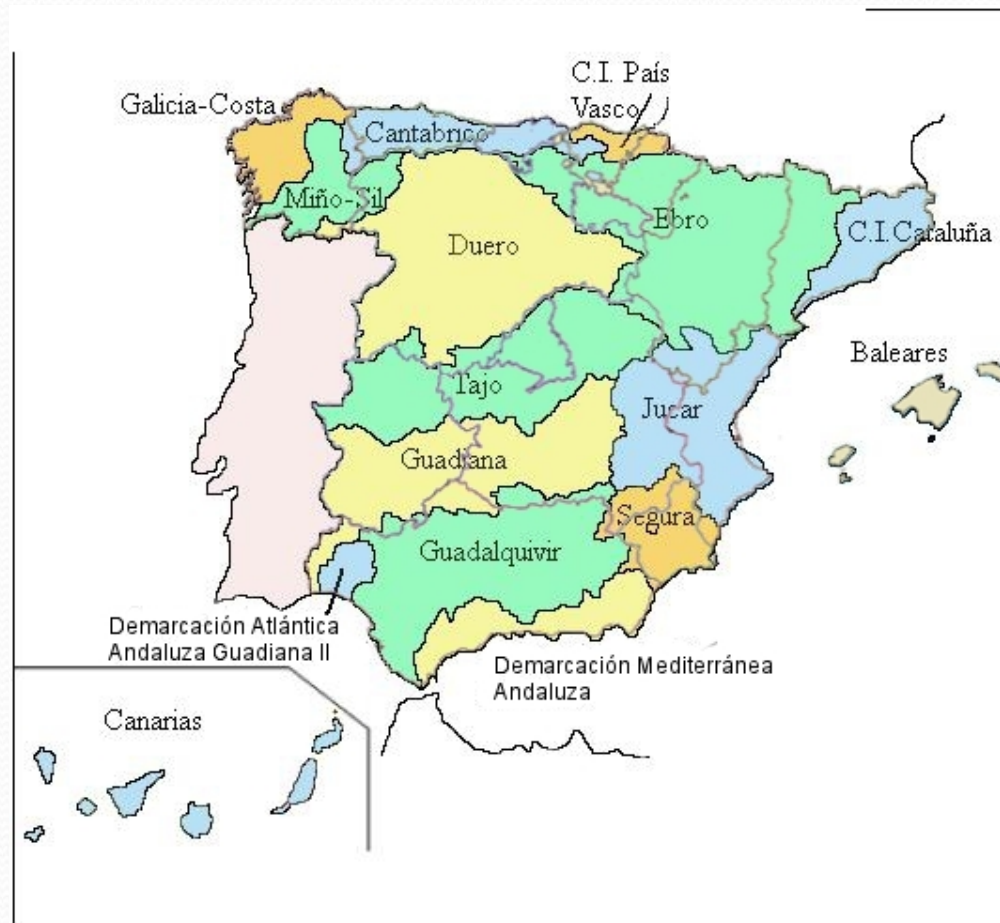 C.I. País
Vasco
Galicia-Costa
Cantabrico
Miño-Sil
Ebro
C.I.Cataluña
Duero
Baleares
Tajo
Jucar
Guadiana
Segura
Guadalquivir
Demarcación Atlántica
Andaluza Guadiana II
Demarcación Mediterránea
Andaluza
Canarias